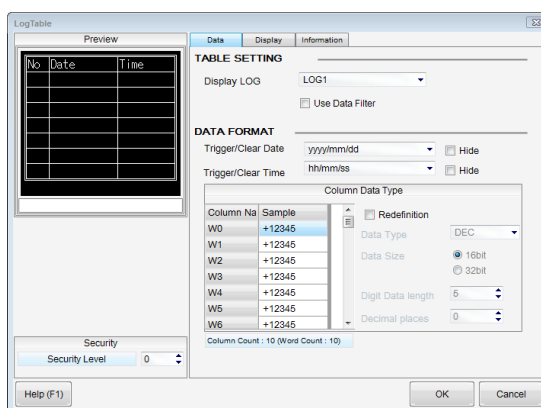 LogTable
Preview
No Date Time
Data Display Information
TABLE SETTING
Display LOG LOG1
Use Data Filter
DATA FORMAT
Trigger/Clear Date yyyy/mm/dd Hide
Trigger/Clear Time hh/mm/ss Hide
Column Data Type
Column Na Sample
W0 +12345
W1 +12345
W2 +12345
W3 +12345
W4 +12345
W5 +12345
W6 +12345
Redefinition
Data Type DEC
Data Size 16bit
32bit
Digit Data length 5
Decimal places 0
Column Count : 10 (Word Count : 10)
Security
Security Level 0
Help (F1) OK Cancel